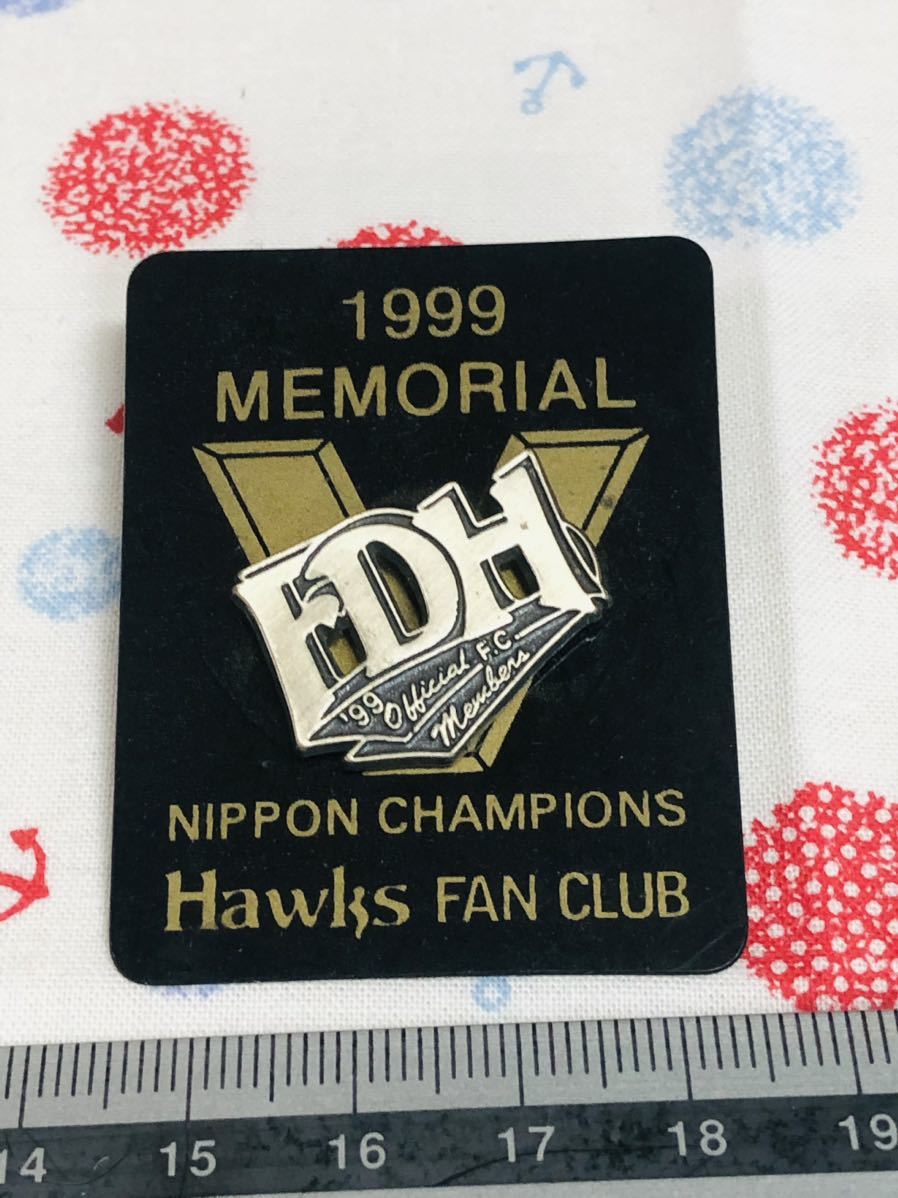 1999
MEMORIAL
V
FDH
'99 Official F.C.
Members
NIPPON CHAMPIONS
Hawks FAN CLUB
14 15 16 17 18 19